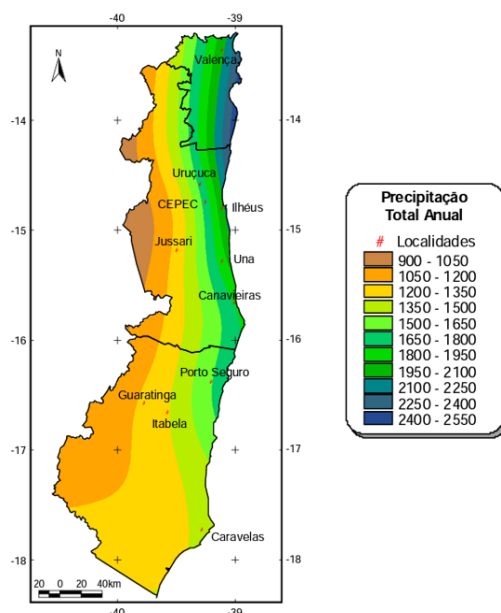 -40
-39
N
Valença
-14
-14
Uruçuca
CEPEC
Ilhéus
Jussari
-15
-15
Una
Canavieiras
-16
-16
Porto Seguro
Guaratinga
Itabela
-17
-17
Caravelas
-18
-18
20 0 20 40km
-40
-39
Precipitação
Total Anual
# Localidades
900 - 1050
1050 - 1200
1200 - 1350
1350 - 1500
1500 - 1650
1650 - 1800
1800 - 1950
1950 - 2100
2100 - 2250
2250 - 2400
2400 - 2550